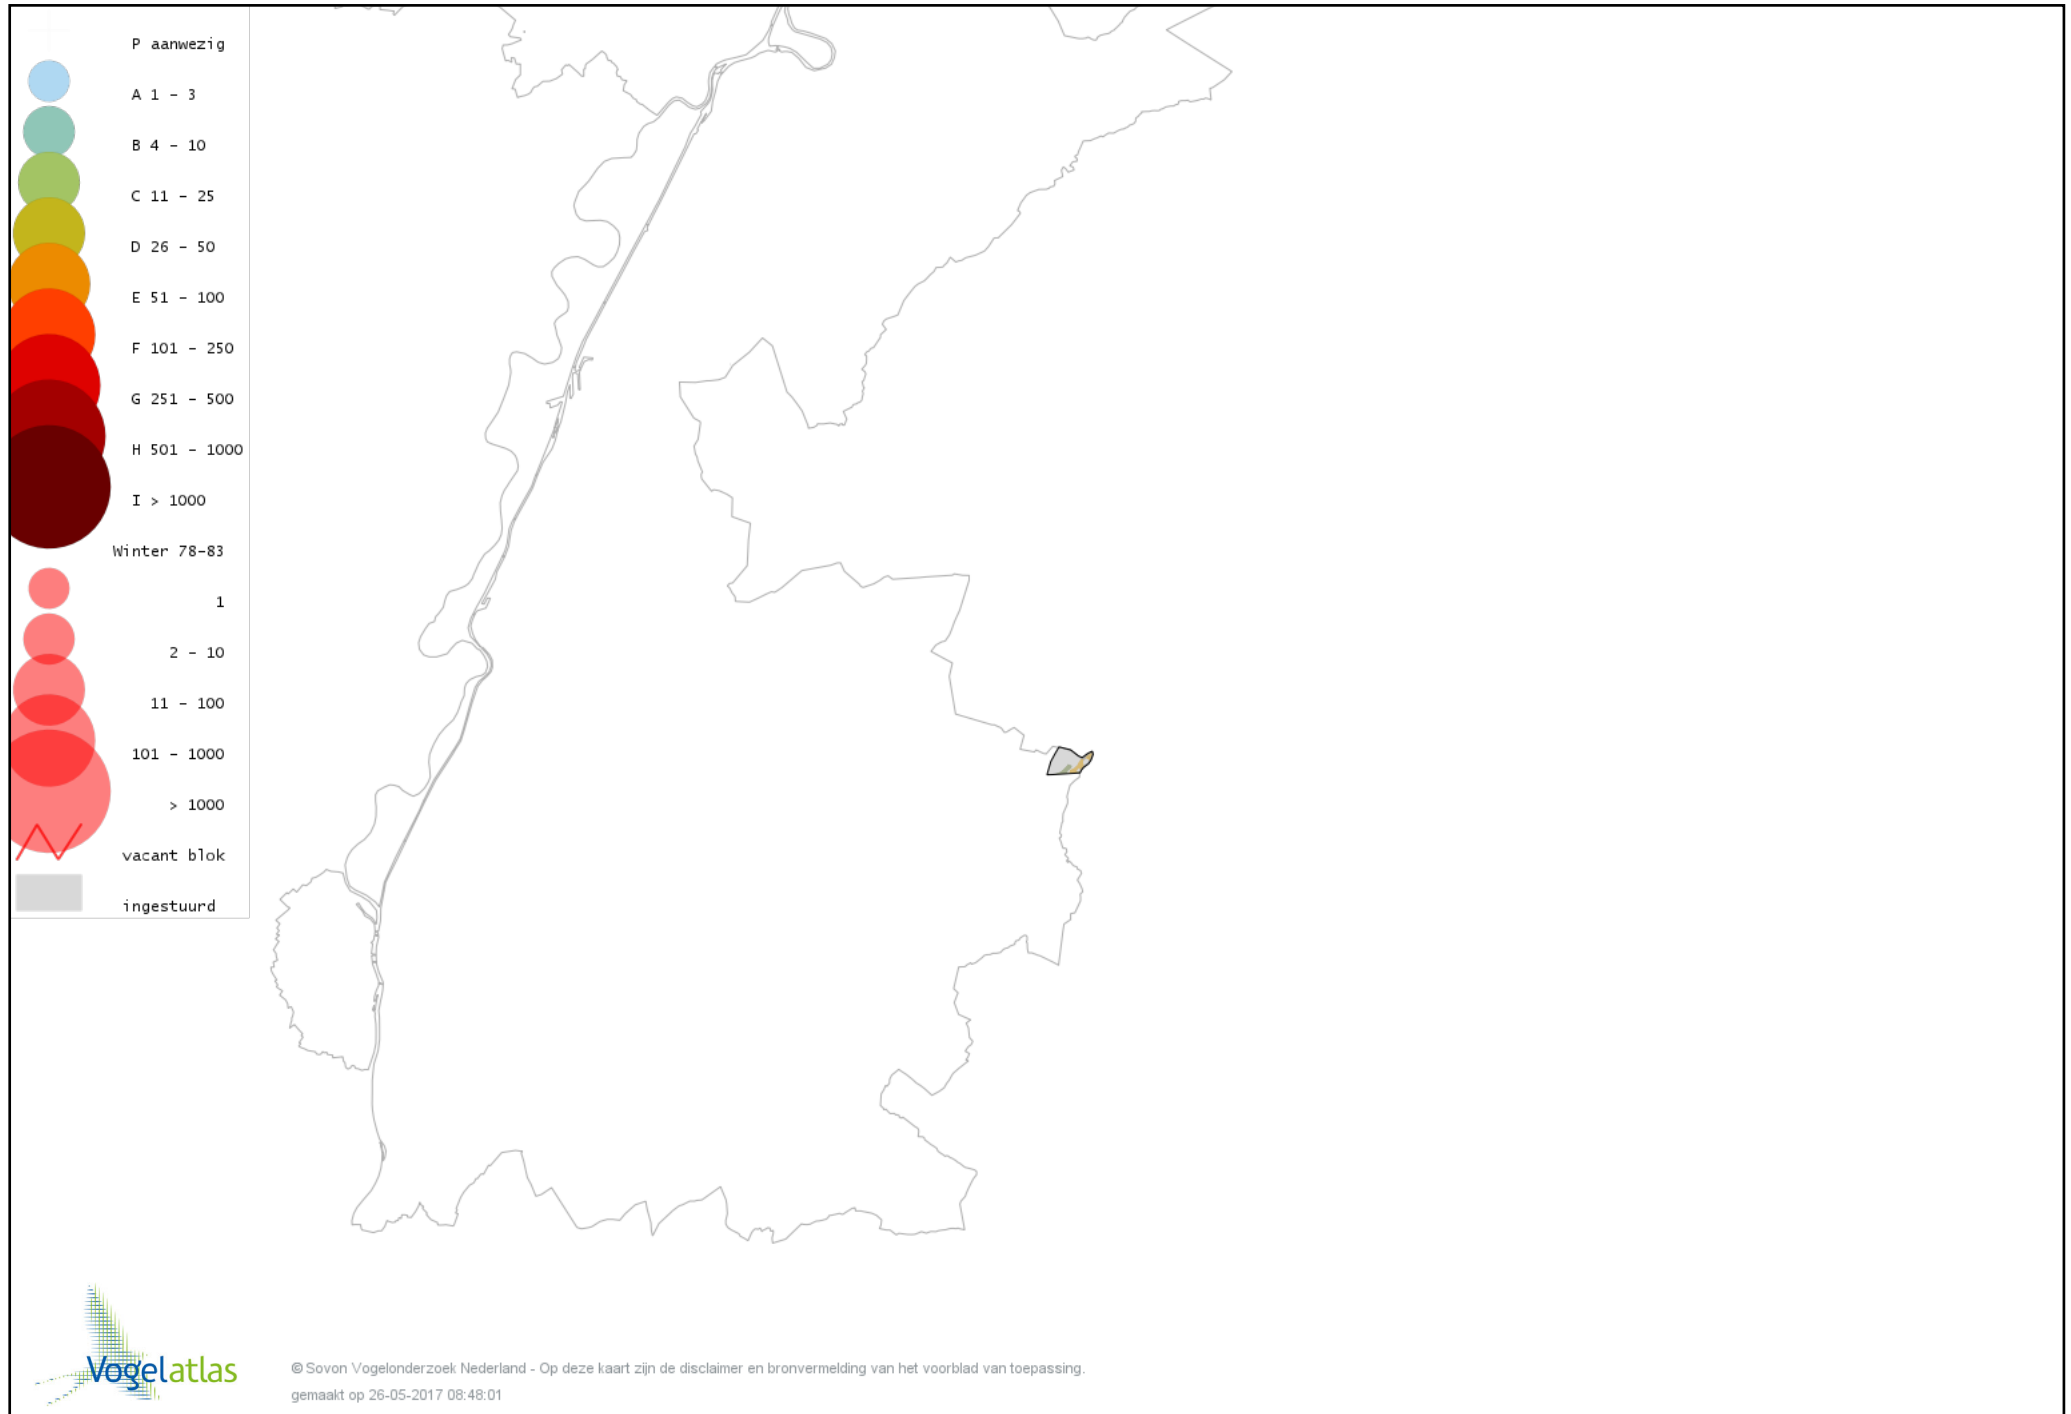 P aanwezig
A 1 - 3
B 4 - 10
C 11 - 25
D 26 - 50
E 51 - 100
F 101 - 250
G 251 - 500
H 501 - 1000
I > 1000
Winter 78-83
1
2 - 10
11 - 100
101 - 1000
> 1000
vacant blok
ingestuurd
Vogelatlas
© Sovon Vogelonderzoek Nederland - Op deze kaart zijn de disclaimer en bronvermelding van het voorblad van toepassing.
gemaakt op 26-05-2017 08:48:01